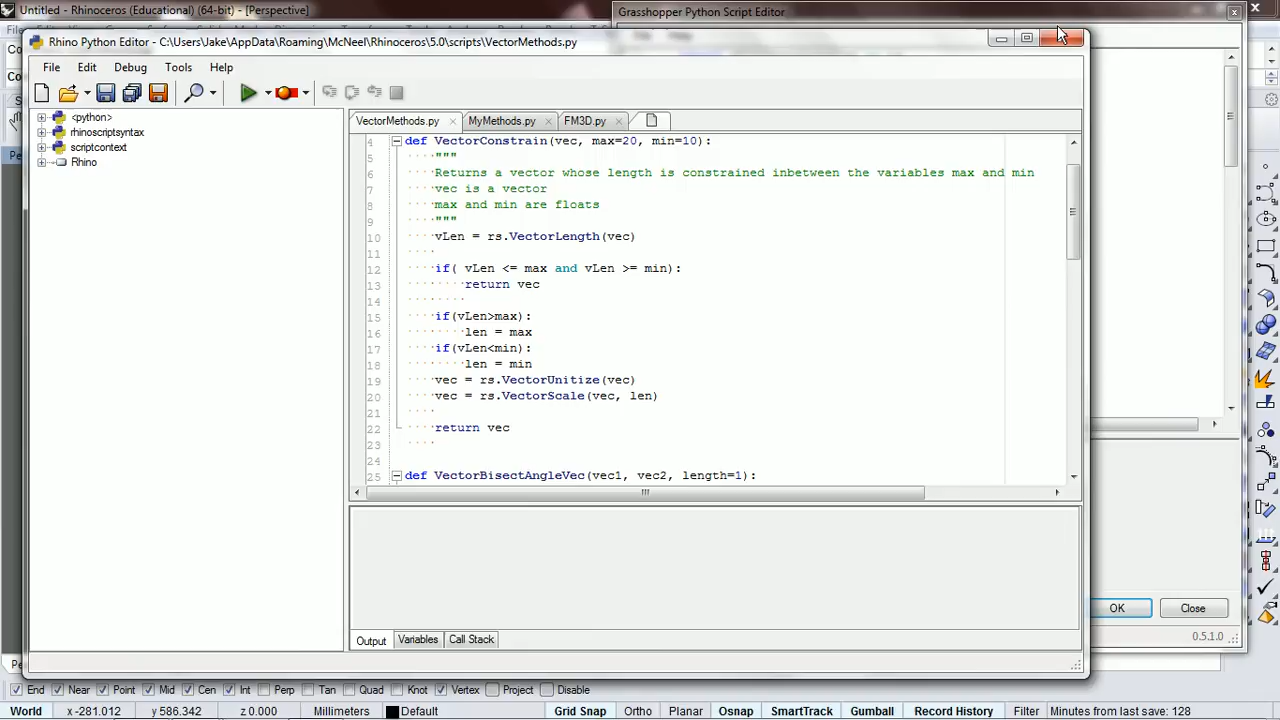 Untitled - Rhinoceros (Educational) (64-bit) - [Perspective]
Grasshopper Python Script Editor
Rhino Python Editor - C:\Users\Jake\AppData\Roaming\McNeel\Rhinoceros\5.0\scripts\VectorMethods.py
File Edit Debug Tools Help
<python>
rhinoscriptsyntax
scriptcontext
Rhino
VectorMethods.py MyMethods.py FM3D.py
4 def VectorConstrain(vec, max=20, min=10):
5 """
6 Returns a vector whose length is constrained inbetween the variables max and min
7 vec is a vector
8 max and min are floats
9 """
10 vLen = rs.VectorLength(vec)
11
12 if( vLen <= max and vLen >= min):
13 return vec
14
15 if(vLen>max):
16 len = max
17 if(vLen<min):
18 len = min
19 vec = rs.VectorUnitize(vec)
20 vec = rs.VectorScale(vec, len)
21
22 return vec
23
24
25 def VectorBisectAngleVec(vec1, vec2, length=1):
Output Variables Call Stack
OK Close
0.5.1.0
End Near Point Mid Cen Int Perp Tan Quad Knot Vertex Project Disable
World x -281.012 y 586.342 z 0.000 Millimeters Default Grid Snap Ortho Planar Osnap SmartTrack Gumball Record History Filter Minutes from last save: 128